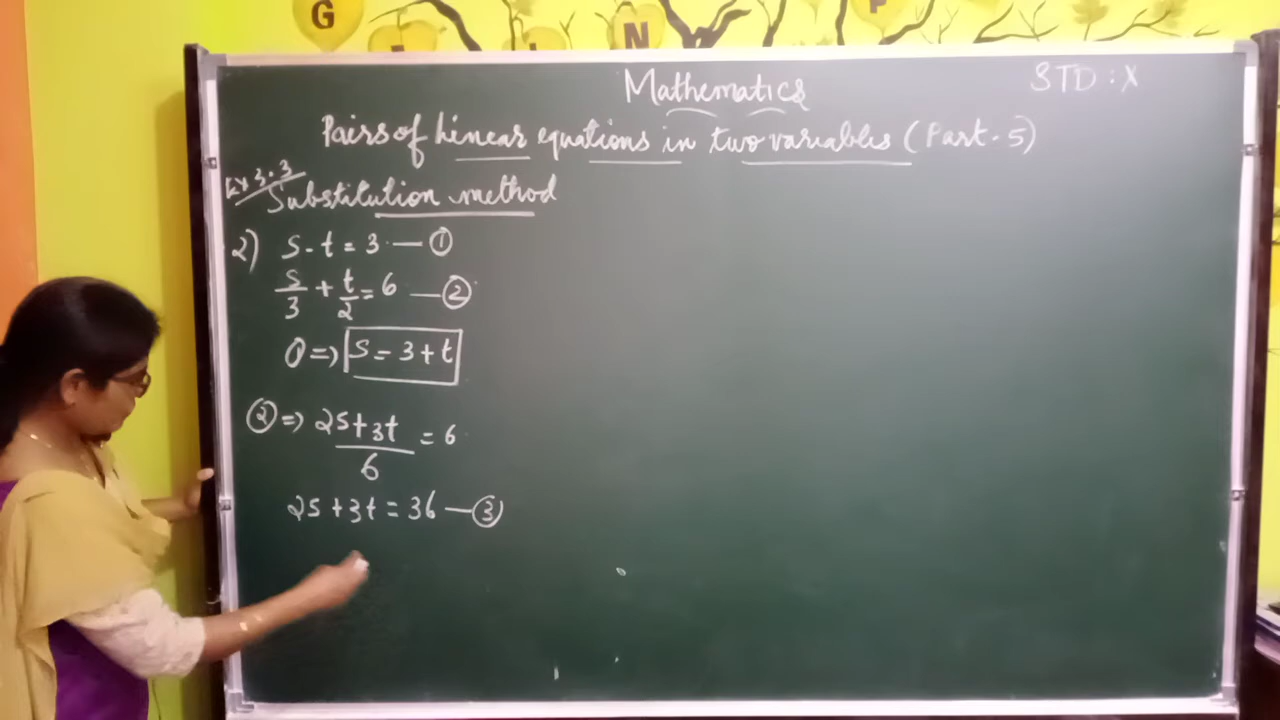 G
N
P
Mathematics
STD : X
Pairs of Linear equations in two variables (Part-5)
Ex 3.3
Substitution method
2) s - t = 3 — ①
s/3 + t/2 = 6 — ②
① => s = 3 + t
② => 2s + 3t / 6 = 6
2s + 3t = 36 — ③